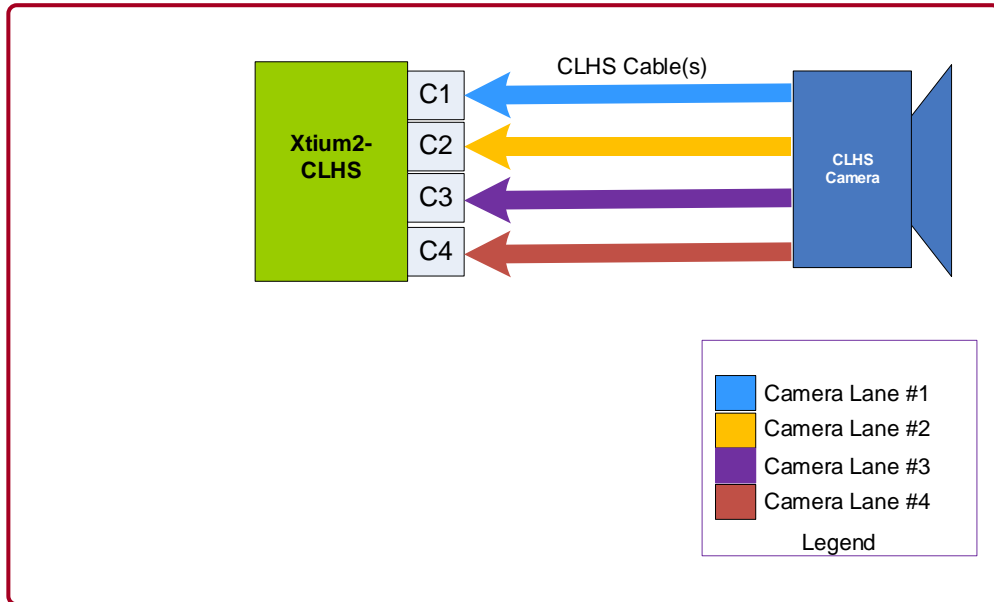 CLHS Cable(s)
Xtium2-
CLHS
C1
C2
C3
C4
CLHS
Camera
Camera Lane #1
Camera Lane #2
Camera Lane #3
Camera Lane #4
Legend